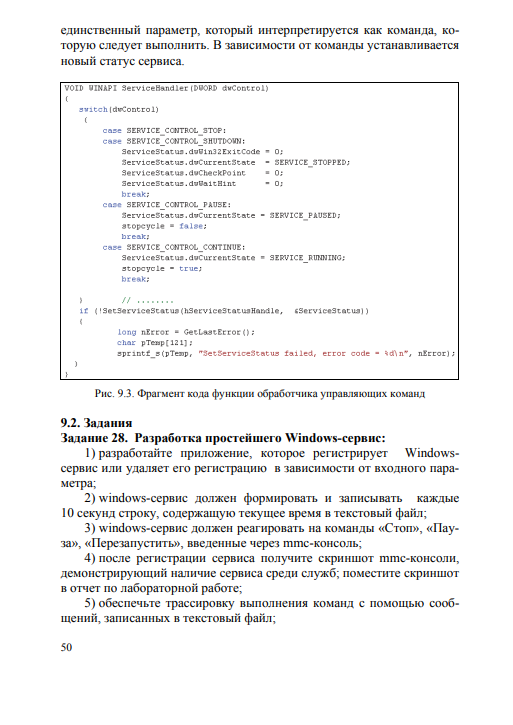 единственный параметр, который интерпретируется как команда, ко-
торую следует выполнить. В зависимости от команды устанавливается
новый статус сервиса.
VOID WINAPI ServiceHandler(DWORD dwControl)
{
switch(dwControl)
{
case SERVICE_CONTROL_STOP:
case SERVICE_CONTROL_SHUTDOWN:
ServiceStatus.dwWin32ExitCode = 0;
ServiceStatus.dwCurrentState = SERVICE_STOPPED;
ServiceStatus.dwCheckPoint = 0;
ServiceStatus.dwWaitHint = 0;
break;
case SERVICE_CONTROL_PAUSE:
ServiceStatus.dwCurrentState = SERVICE_PAUSED;
stopcycle = false;
break;
case SERVICE_CONTROL_CONTINUE:
ServiceStatus.dwCurrentState = SERVICE_RUNNING;
stopcycle = true;
break;
} // ........
if (!SetServiceStatus(hServiceStatusHandle, &ServiceStatus))
{
long nError = GetLastError();
char pTemp[121];
sprintf_s(pTemp, "SetServiceStatus failed, error code = %d\n", nError);
}
}
Рис. 9.3. Фрагмент кода функции обработчика управляющих команд
9.2. Задания
Задание 28. Разработка простейшего Windows-сервис:
1) разработайте приложение, которое регистрирует Windows-
сервис или удаляет его регистрацию в зависимости от входного пара-
метра;
2) windows-сервис должен формировать и записывать каждые
10 секунд строку, содержащую текущее время в текстовый файл;
3) windows-сервис должен реагировать на команды «Стоп», «Пау-
за», «Перезапустить», введенные через mmc-консоль;
4) после регистрации сервиса получите скриншот mmc-консоли,
демонстрирующий наличие сервиса среди служб; поместите скриншот
в отчет по лабораторной работе;
5) обеспечьте трассировку выполнения команд с помощью сооб-
щений, записанных в текстовый файл;
50